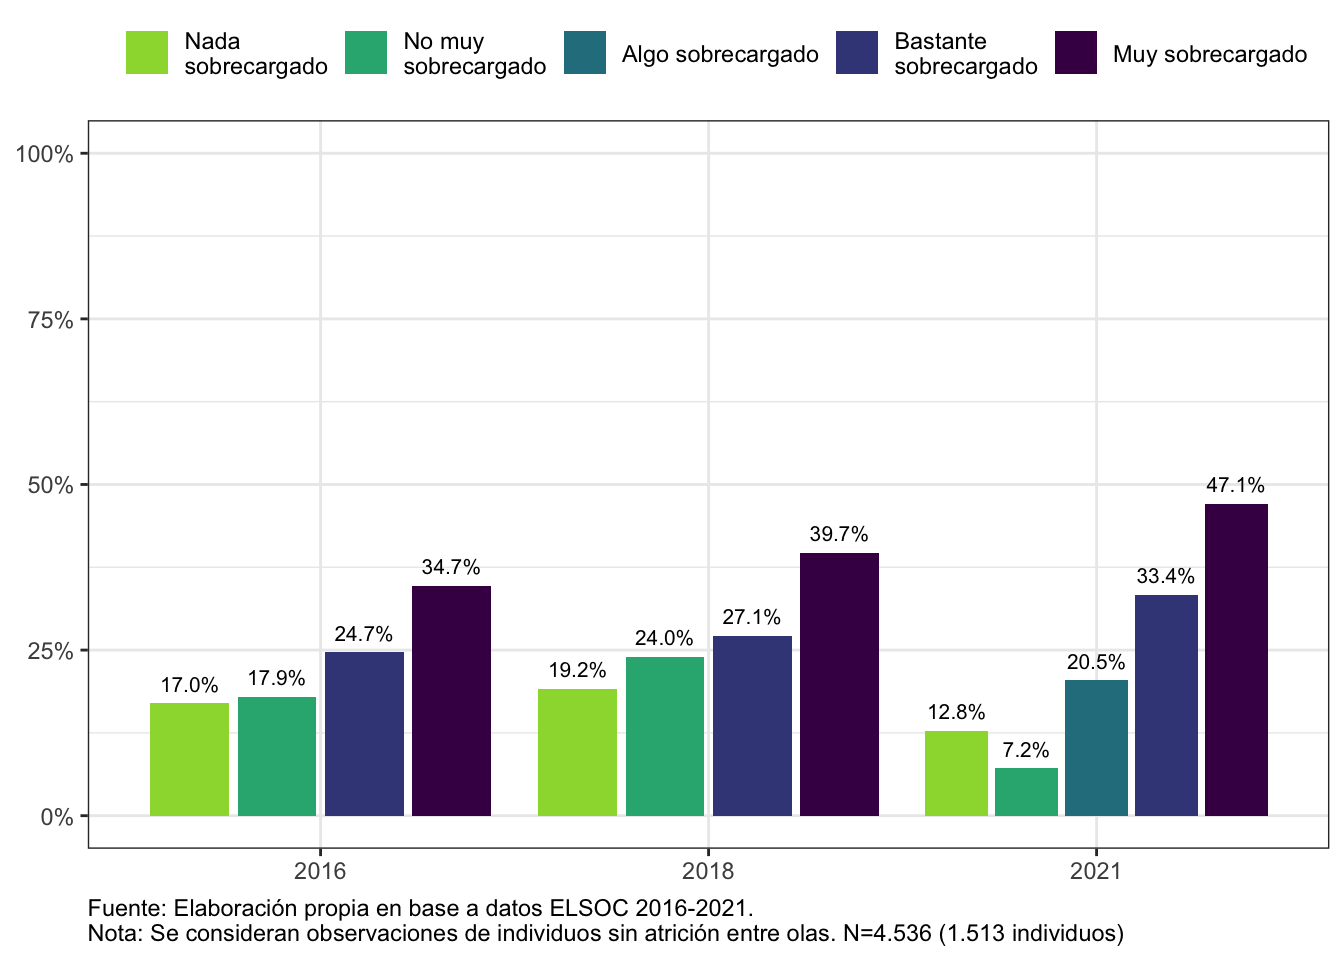 Nada
sobrecargado
No muy
sobrecargado
Algo sobrecargado
Bastante
sobrecargado
Muy sobrecargado
100%
75%
50%
25%
0%
17.0%
17.9%
24.7%
34.7%
19.2%
24.0%
27.1%
39.7%
12.8%
7.2%
20.5%
33.4%
47.1%
2016
2018
2021
Fuente: Elaboración propia en base a datos ELSOC 2016-2021.
Nota: Se consideran observaciones de individuos sin atrición entre olas. N=4.536 (1.513 individuos)